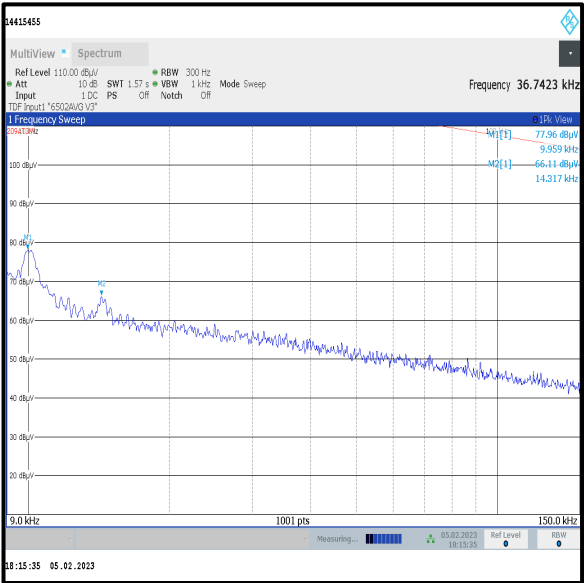 14415455
MultiView Spectrum
Ref Level 110.00 dBµV RBW 300 Hz
Att 10 dB SWT 1.57 s VBW 1 kHz Mode Sweep Frequency 36.7423 kHz
Input 1 DC PS Off Notch Off
TDF Input1 "6502AVG V3"
1 Frequency Sweep 1Pk View
M1[1] 77.96 dBµV
9.959 kHz
100 dBµV M2[1] 66.11 dBµV
14.317 kHz
90 dBµV
80 dBµV M1
70 dBµV M2
60 dBµV
50 dBµV
40 dBµV
30 dBµV
20 dBµV
9.0 kHz 1001 pts 150.0 kHz
Measuring... 05.02.2023 Ref Level RBW
18:15:35
18:15:35 05.02.2023